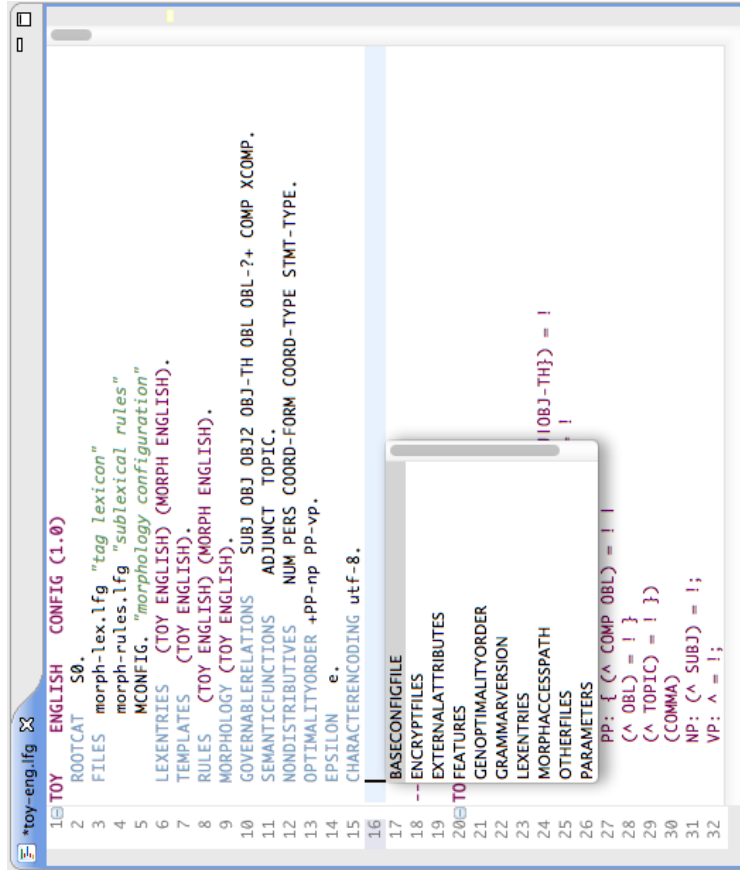 *toy-eng.lfg
1 TOY ENGLISH CONFIG (1.0)
2 ROOTCAT S0.
3 FILES morph-lex.lfg "tag lexicon"
4 morph-rules.lfg "sublexical rules"
5 MCONFIG. "morphology configuration"
6 LEXENTRIES (TOY ENGLISH) (MORPH ENGLISH).
7 TEMPLATES (TOY ENGLISH).
8 RULES (TOY ENGLISH) (MORPH ENGLISH).
9 MORPHOLOGY (TOY ENGLISH).
10 GOVERNABLERELATIONS SUBJ OBJ OBJ2 OBJ-TH OBL OBL-?+ COMP XCOMP.
11 SEMANTICFUNCTIONS ADJUNCT TOPIC.
12 NONDISTRIBUTIVES NUM PERS COORD-FORM COORD-TYPE STMT-TYPE.
13 OPTIMALITYORDER +PP-np PP-vp.
14 EPSILON e.
15 CHARACTERENCODING utf-8.
16
17 BASECONFIGFILE
18 -- ENCRYPTFILES
19 EXTERNALATTRIBUTES
20 TO FEATURES
21 GENOPTIMALITYORDER
22 GRAMMARVERSION
23 LEXENTRIES
24 MORPHACCESSPATH |OBJ-TH}) = !
25 OTHERFILES !
26 PARAMETERS
27 PP: { (^ COMP OBL) = ! |
28 (^ OBL) = ! }
29 (^ TOPIC) = ! })
30 (COMMA)
31 NP: (^ SUBJ) = !;
32 VP: ^ = !;